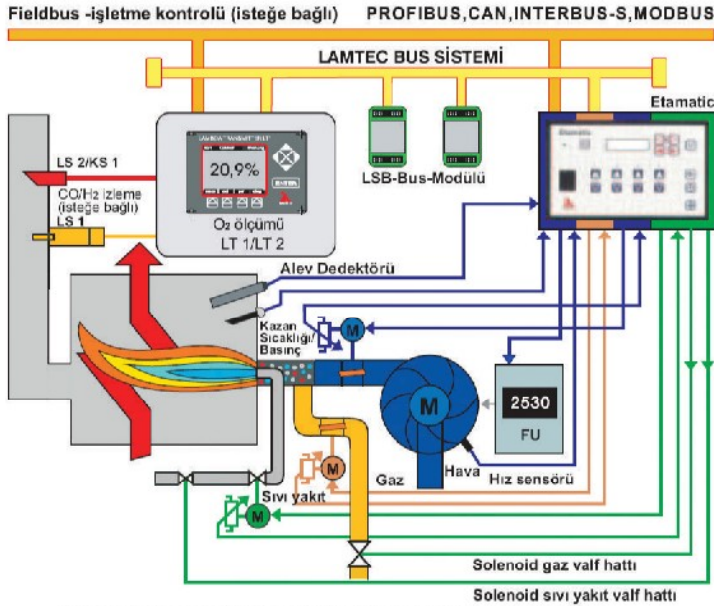 Fieldbus -işletme kontrolü (isteğe bağlı) PROFIBUS,CAN,INTERBUS-S,MODBUS
LAMTEC BUS SİSTEMİ
Etamatic
LS 2/KS 1
CO/H2 izleme
(isteğe bağlı)
LS 1
20,9%
ENTER
O2 ölçümü
LT 1/LT 2
LSB-Bus-Modülü
Etamatic
Alev Dedektörü
Kazan
Sıcaklığı/
Basınç
M
M
2530
FU
M
Gaz
Hava
Hız sensörü
Sıvı yakıt
M
Solenoid gaz valf hattı
Solenoid sıvı yakıt valf hattı